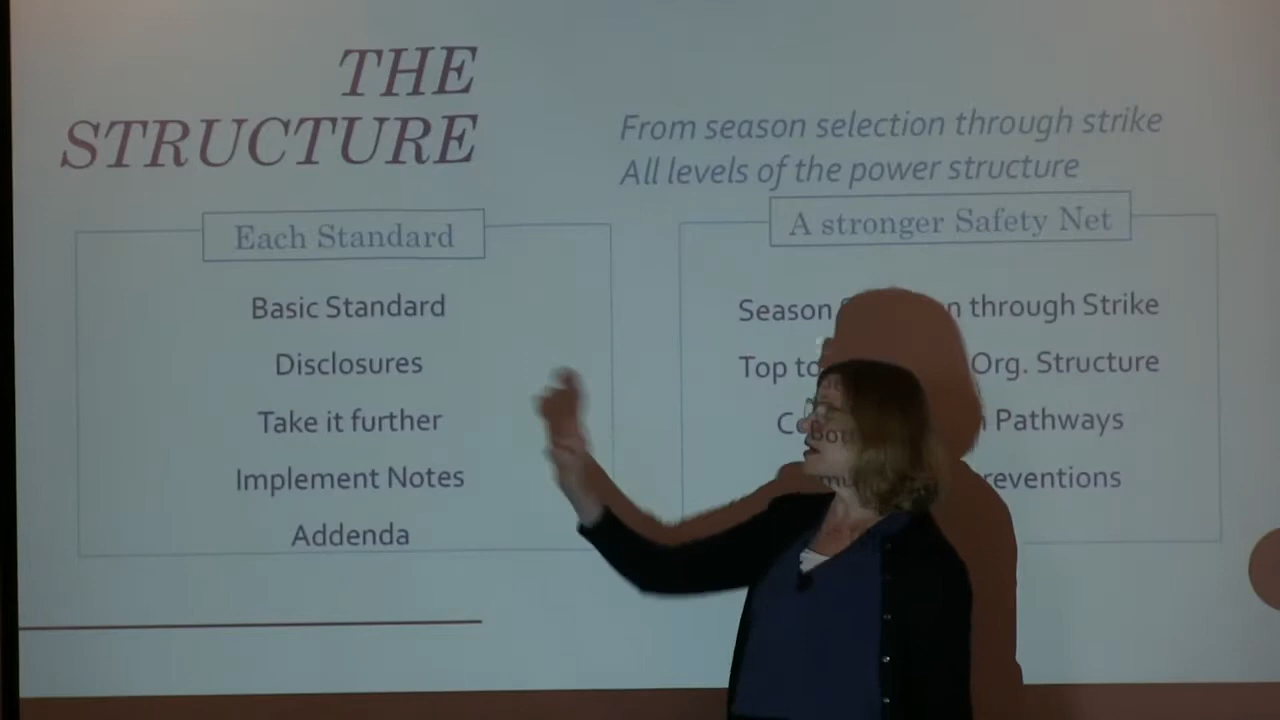 THE
STRUCTURE
From season selection through strike
All levels of the power structure
Each Standard
Basic Standard
Disclosures
Take it further
Implement Notes
Addenda
A stronger Safety Net
Season through Strike
Top Org. Structure
Pathways